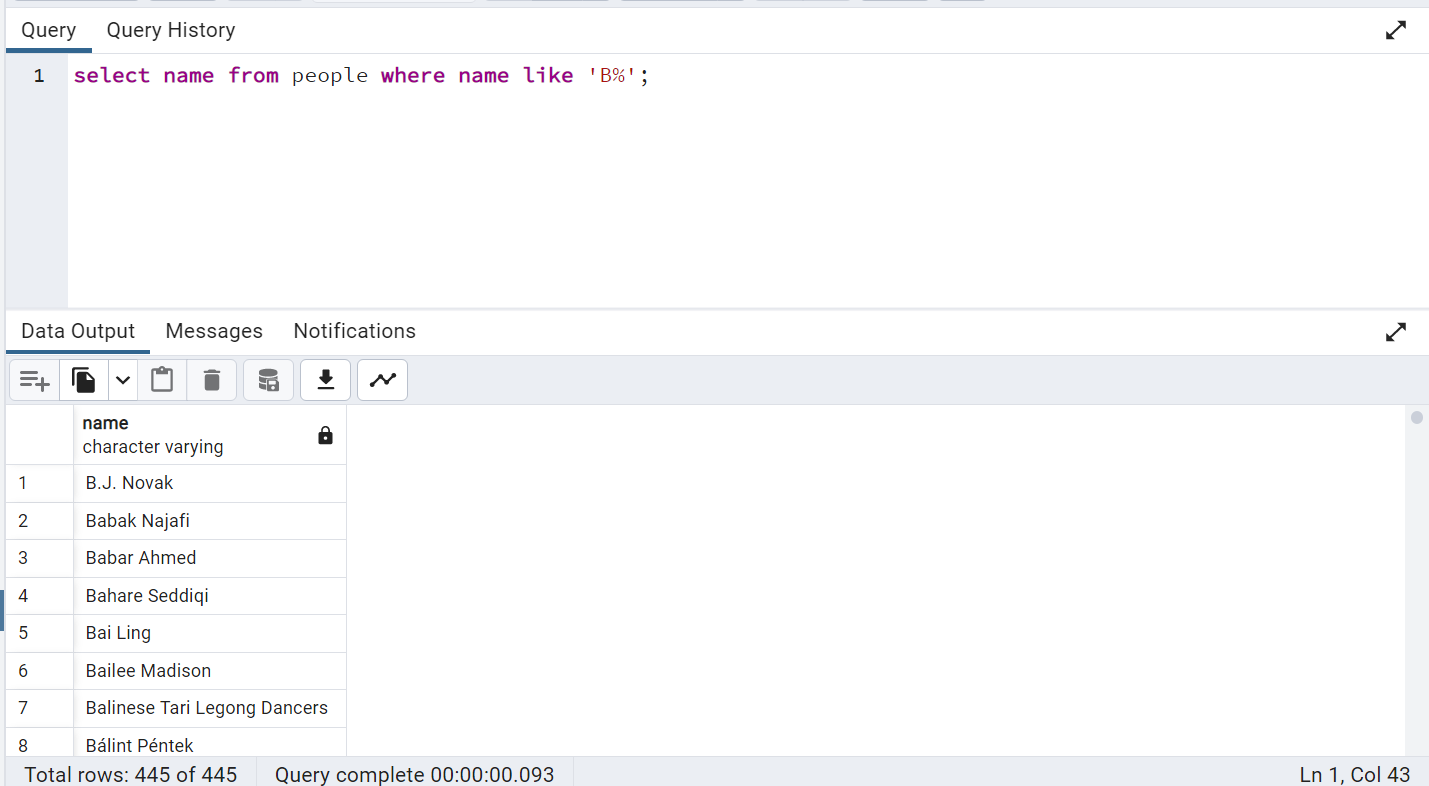 Query Query History
1 select name from people where name like 'B%';
Data Output Messages Notifications
name
character varying
1 B.J. Novak
2 Babak Najafi
3 Babar Ahmed
4 Bahare Seddiqi
5 Bai Ling
6 Bailee Madison
7 Balinese Tari Legong Dancers
8 Bálint Péntek
Total rows: 445 of 445 Query complete 00:00:00.093 Ln 1, Col 43